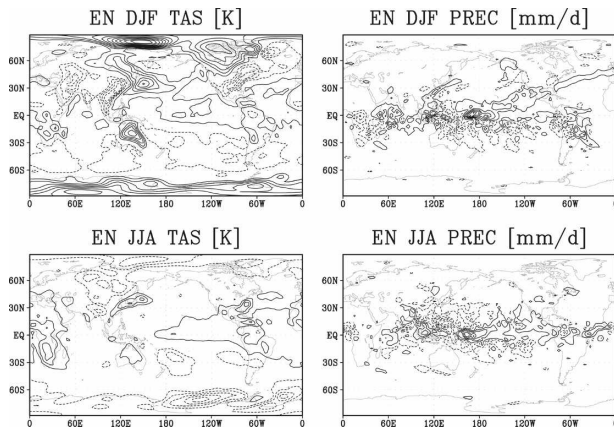 EN DJF TAS [K]
60N
30N
EQ
30S
60S
0 60E 120E 180 120W 60W 0
EN DJF PREC [mm/d]
60N
30N
EQ
30S
60S
0 60E 120E 180 120W 60W 0
EN JJA TAS [K]
60N
30N
EQ
30S
60S
0 60E 120E 180 120W 60W 0
EN JJA PREC [mm/d]
60N
30N
EQ
30S
60S
0 60E 120E 180 120W 60W 0